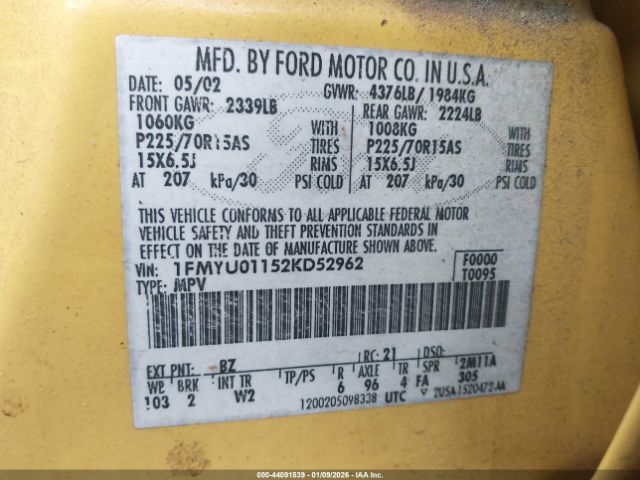 MFD. BY FORD MOTOR CO. IN U.S.A.
DATE: 05/02 GVWR: 4376LB/ 1984KG
FRONT GAWR: 2339LB REAR GAWR: 2224LB
1060KG WITH 1008KG WITH
P225/70R15AS TIRES P225/70R15AS TIRES
15X6.5J RIMS 15X6.5J RIMS
AT 207 kPa/30 PSI COLD AT 207 kPa/30 PSI COLD
THIS VEHICLE CONFORMS TO ALL APPLICABLE FEDERAL MOTOR
VEHICLE SAFETY AND THEFT PREVENTION STANDARDS IN
EFFECT ON THE DATE OF MANUFACTURE SHOWN ABOVE.
VIN: 1FMYU01152KD52962 F0000
TYPE: MPV T0095
EXT PNT: BZ RC: 21 DSO:
WB BRK INT TR TP/PS R AXLE TR SPR 2M11A
103 2 W2 6 96 4 FA 305
1200205098338 UTC 2USA1520472AA
000-44091539 - 01/09/2026 - IAAI.COM